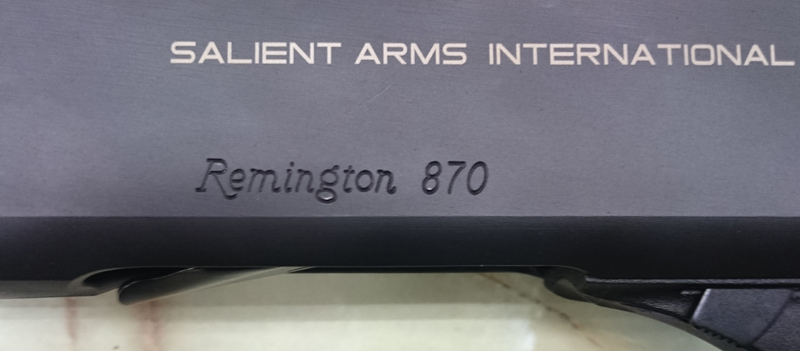 SALIENT ARMS INTERNATIONAL
Remington 870